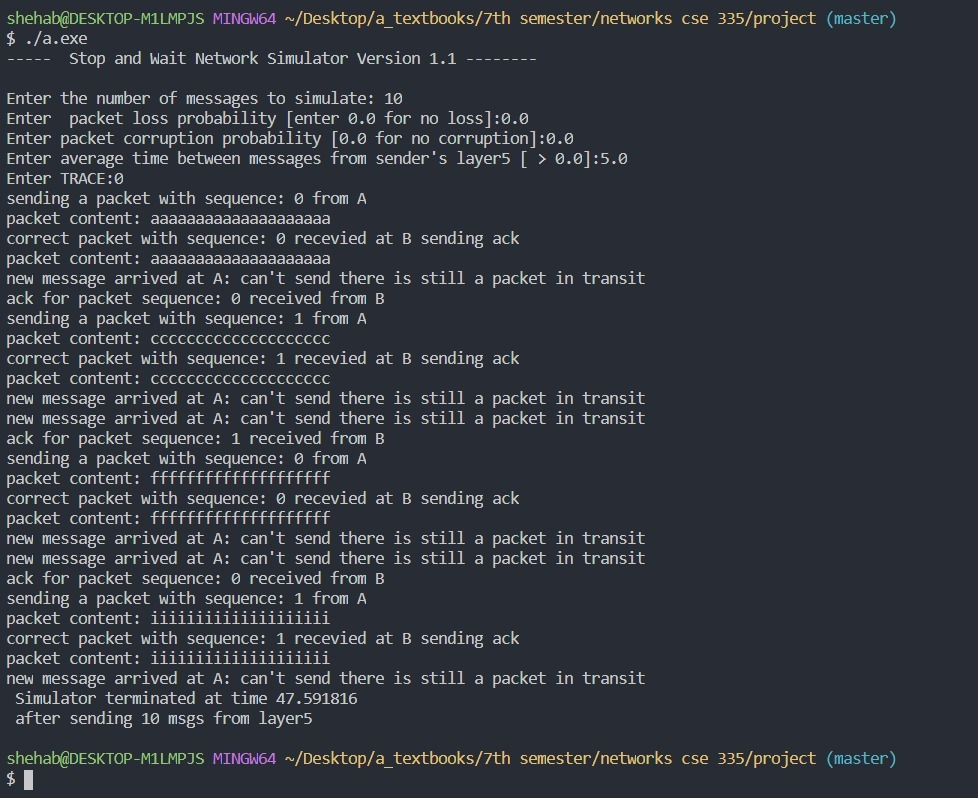 shehab@DESKTOP-M1LMPJS MINGW64 ~/Desktop/a_textbooks/7th semester/networks cse 335/project (master)
$ ./a.exe
-----  Stop and Wait Network Simulator Version 1.1 --------
Enter the number of messages to simulate: 10
Enter  packet loss probability [enter 0.0 for no loss]:0.0
Enter packet corruption probability [0.0 for no corruption]:0.0
Enter average time between messages from sender's layer5 [ > 0.0]:5.0
Enter TRACE:0
sending a packet with sequence: 0 from A
packet content: aaaaaaaaaaaaaaaaaaaa
correct packet with sequence: 0 recevied at B sending ack
packet content: aaaaaaaaaaaaaaaaaaaa
new message arrived at A: can't send there is still a packet in transit
ack for packet sequence: 0 received from B
sending a packet with sequence: 1 from A
packet content: cccccccccccccccccccc
correct packet with sequence: 1 recevied at B sending ack
packet content: cccccccccccccccccccc
new message arrived at A: can't send there is still a packet in transit
new message arrived at A: can't send there is still a packet in transit
ack for packet sequence: 1 received from B
sending a packet with sequence: 0 from A
packet content: ffffffffffffffffffff
correct packet with sequence: 0 recevied at B sending ack
packet content: ffffffffffffffffffff
new message arrived at A: can't send there is still a packet in transit
new message arrived at A: can't send there is still a packet in transit
ack for packet sequence: 0 received from B
sending a packet with sequence: 1 from A
packet content: iiiiiiiiiiiiiiiiiiii
correct packet with sequence: 1 recevied at B sending ack
packet content: iiiiiiiiiiiiiiiiiiii
new message arrived at A: can't send there is still a packet in transit
 Simulator terminated at time 47.591816
 after sending 10 msgs from layer5
shehab@DESKTOP-M1LMPJS MINGW64 ~/Desktop/a_textbooks/7th semester/networks cse 335/project (master)
$